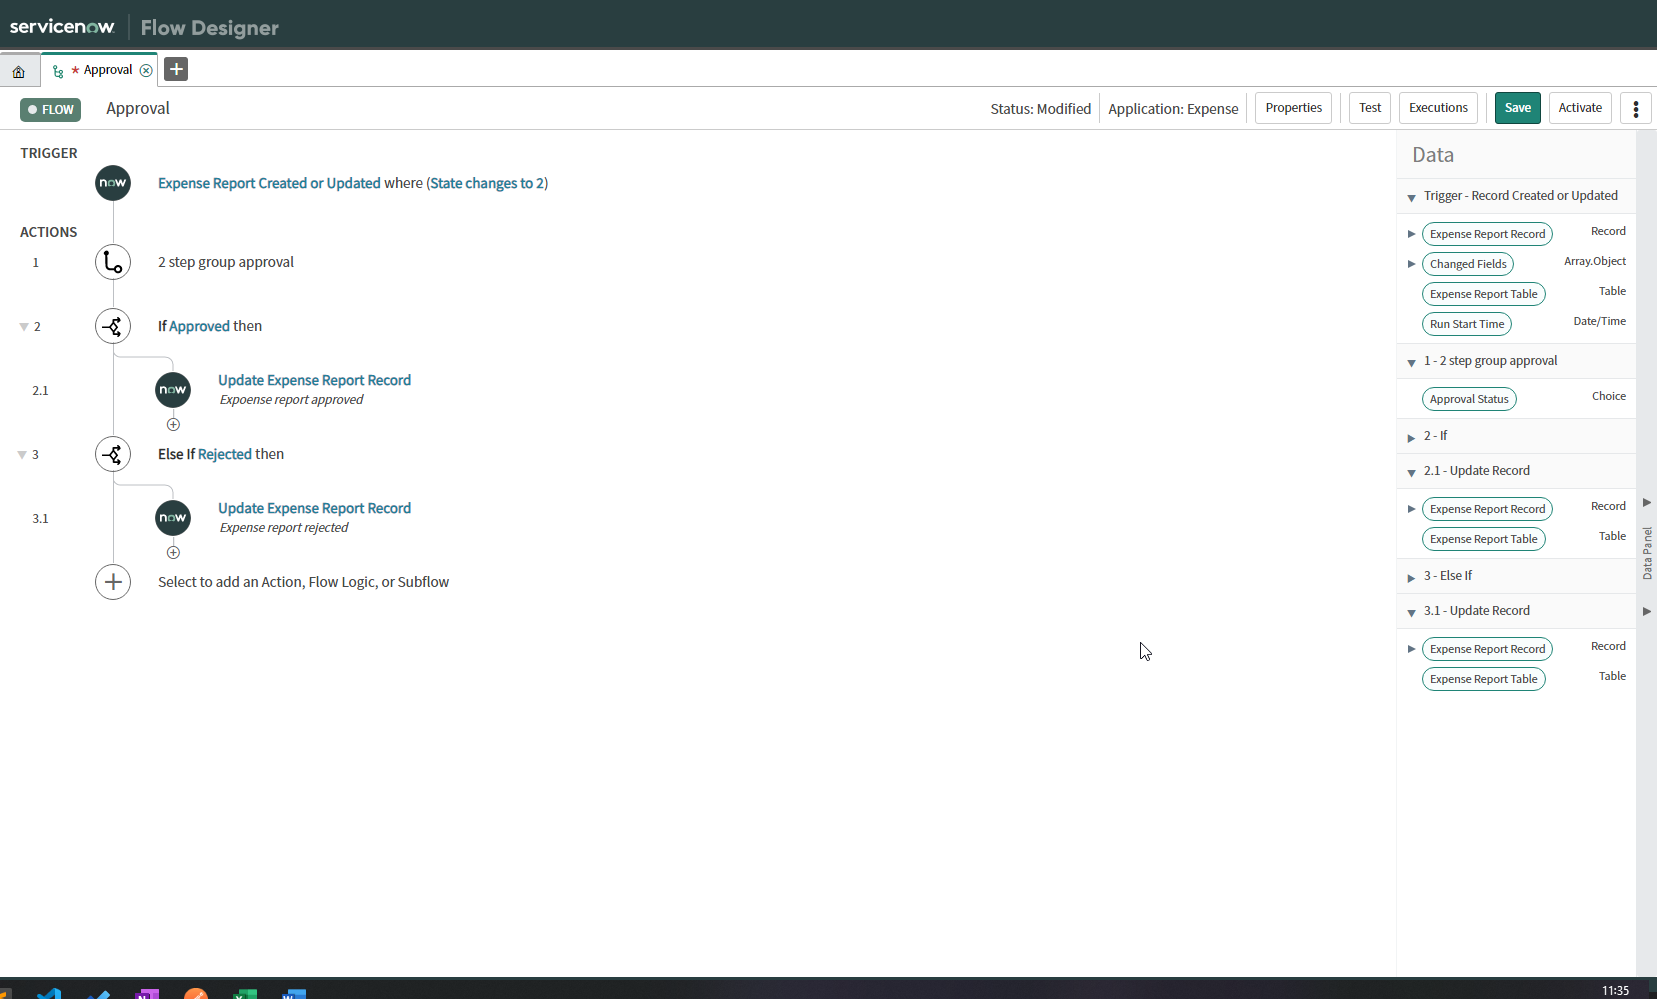 servicenow Flow Designer
* Approval
FLOW Approval Status: Modified Application: Expense Properties Test Executions Save Activate
TRIGGER
now Expense Report Created or Updated where (State changes to 2)
ACTIONS
1 2 step group approval
2 If Approved then
2.1 now Update Expense Report Record
Expoense report approved
3 Else If Rejected then
3.1 now Update Expense Report Record
Expense report rejected
Select to add an Action, Flow Logic, or Subflow
Data
Trigger - Record Created or Updated
Expense Report Record Record
Changed Fields Array.Object
Expense Report Table Table
Run Start Time Date/Time
1 - 2 step group approval
Approval Status Choice
2 - If
2.1 - Update Record
Expense Report Record Record
Expense Report Table Table
3 - Else If
3.1 - Update Record
Expense Report Record Record
Expense Report Table Table
Data Panel
11:35